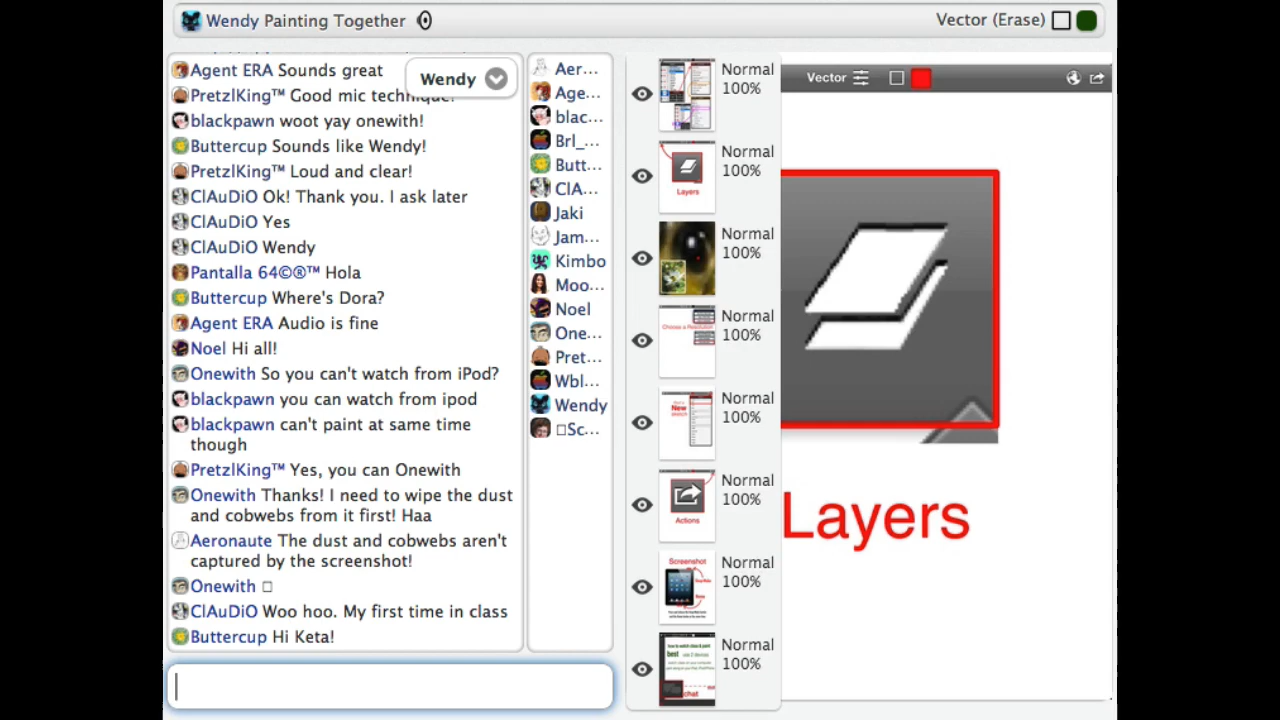 Wendy Painting Together
Vector (Erase)
Agent ERA Sounds great
Wendy
PretzlKing™ Good mic technique!
blackpawn woot yay onewith!
Buttercup Sounds like Wendy!
PretzlKing™ Loud and clear!
ClAuDiO Ok! Thank you. I ask later
ClAuDiO Yes
ClAuDiO Wendy
Pantalla 64©®™ Hola
Buttercup Where's Dora?
Agent ERA Audio is fine
Noel Hi all!
Onewith So you can't watch from iPod?
blackpawn you can watch from ipod
blackpawn can't paint at same time
though
PretzlKing™ Yes, you can Onewith
Onewith Thanks! I need to wipe the dust
and cobwebs from it first! Haa
Aeronaute The dust and cobwebs aren't
captured by the screenshot!
Onewith
ClAuDiO Woo hoo. My first time in class
Buttercup Hi Keta!
Aer...
Age...
blac...
Brl_...
Butt...
ClA...
Jaki
Jam...
Kimbo
Moo...
Noel
One...
Pret...
Wbl...
Wendy
Sc...
Normal
100%
Normal
100%
Layers
Normal
100%
Normal
100%
Choose a Resolution
Normal
100%
New
Normal
100%
Actions
Normal
100%
Screenshot
Normal
100%
best
chat
Vector
Layers